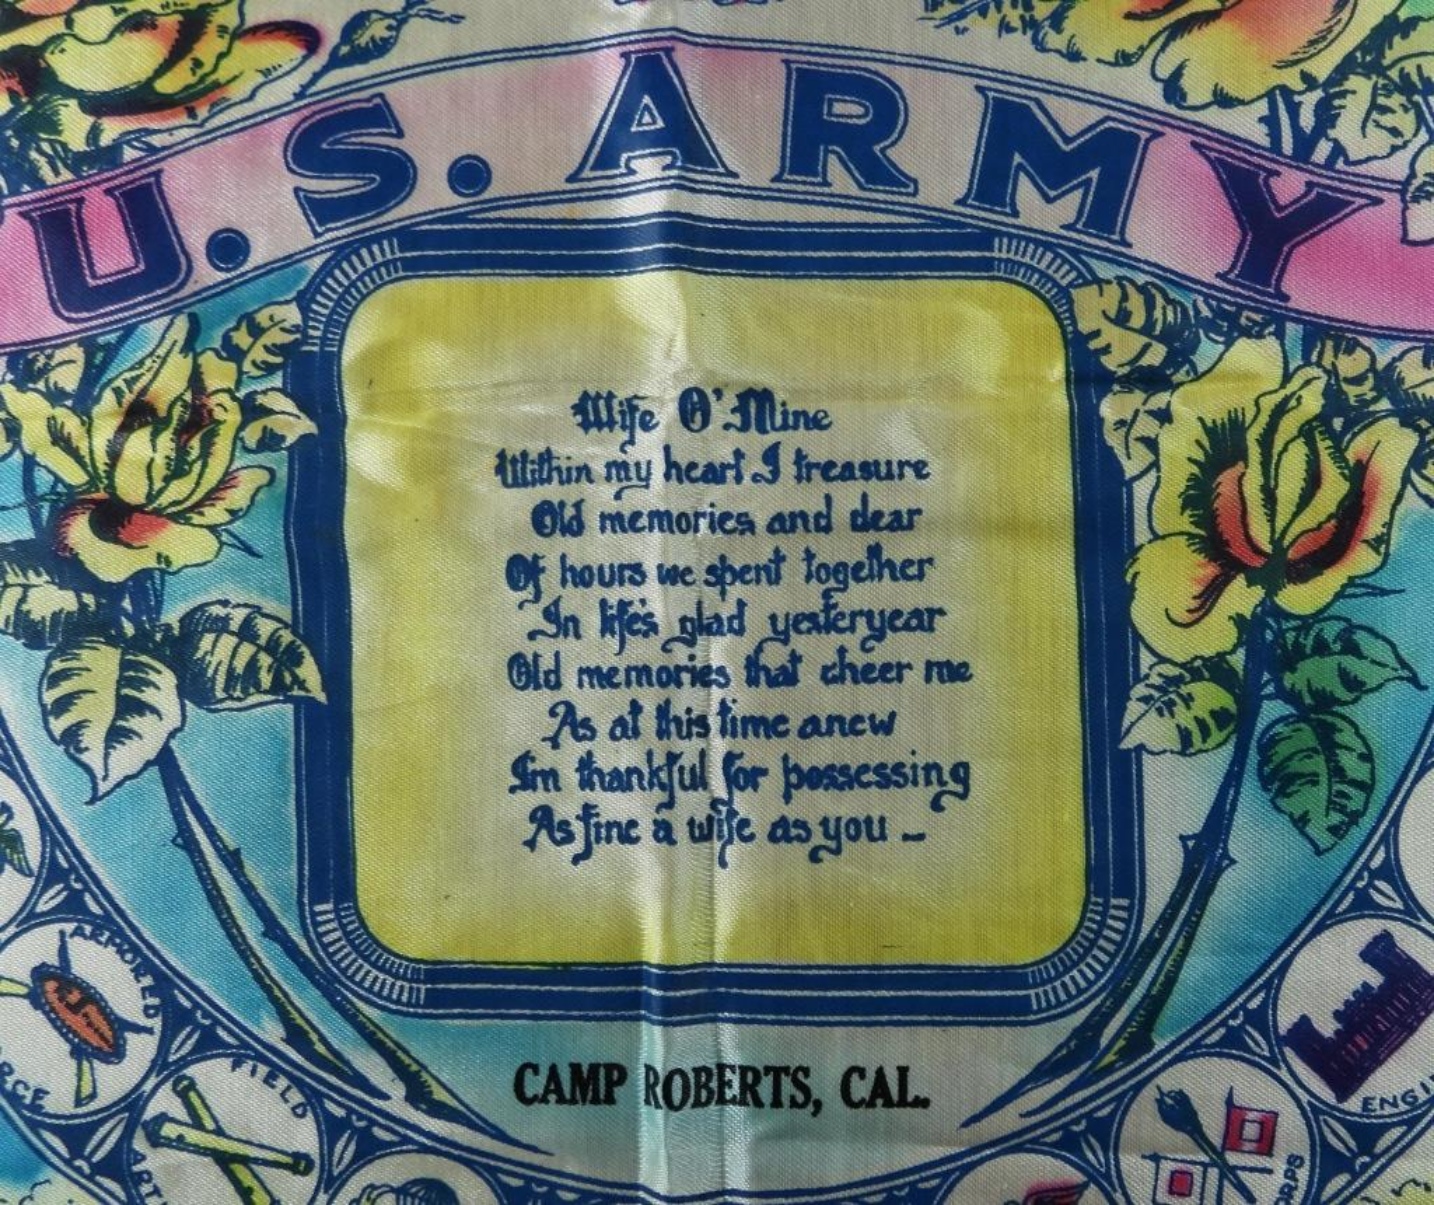 U.S. ARMY
Wife O' Mine
Within my heart I treasure
Old memories and dear
Of hours we spent together
In life's glad yesteryear
Old memories that cheer me
As at this time anew
Im thankful for possessing
As fine a wife as you –
ARMORED
FIELD
CAMP ROBERTS, CAL.